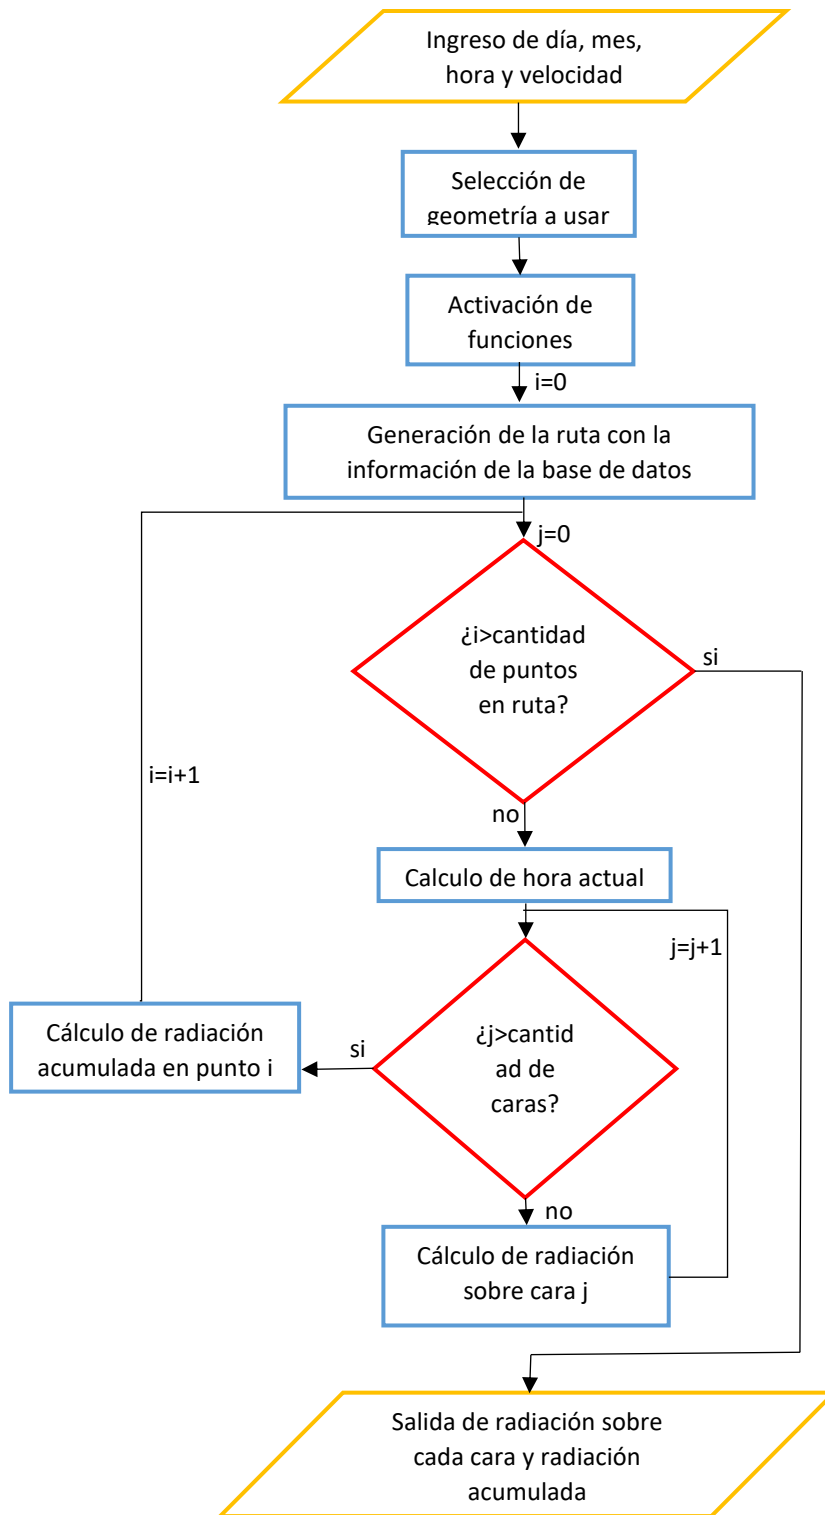 Ingreso de día, mes,
hora y velocidad
Selección de
geometría a usar
Activación de
funciones
i=0
Generación de la ruta con la
información de la base de datos
j=0
¿i>cantidad
de puntos
en ruta?
si
i=i+1
no
Calculo de hora actual
j=j+1
Cálculo de radiación
acumulada en punto i
si
¿j>cantid
ad de
caras?
no
Cálculo de radiación
sobre cara j
Salida de radiación sobre
cada cara y radiación
acumulada